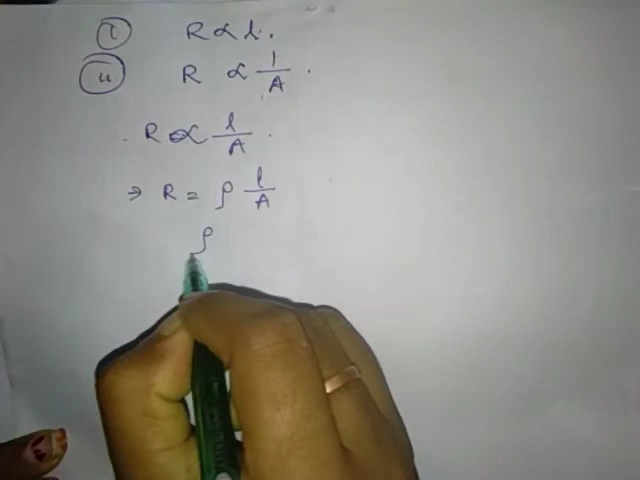 (i) R ∝ l.
(ii) R ∝ 1/A.
R ∝ l/A.
⇒ R = ρ l/A
ρ